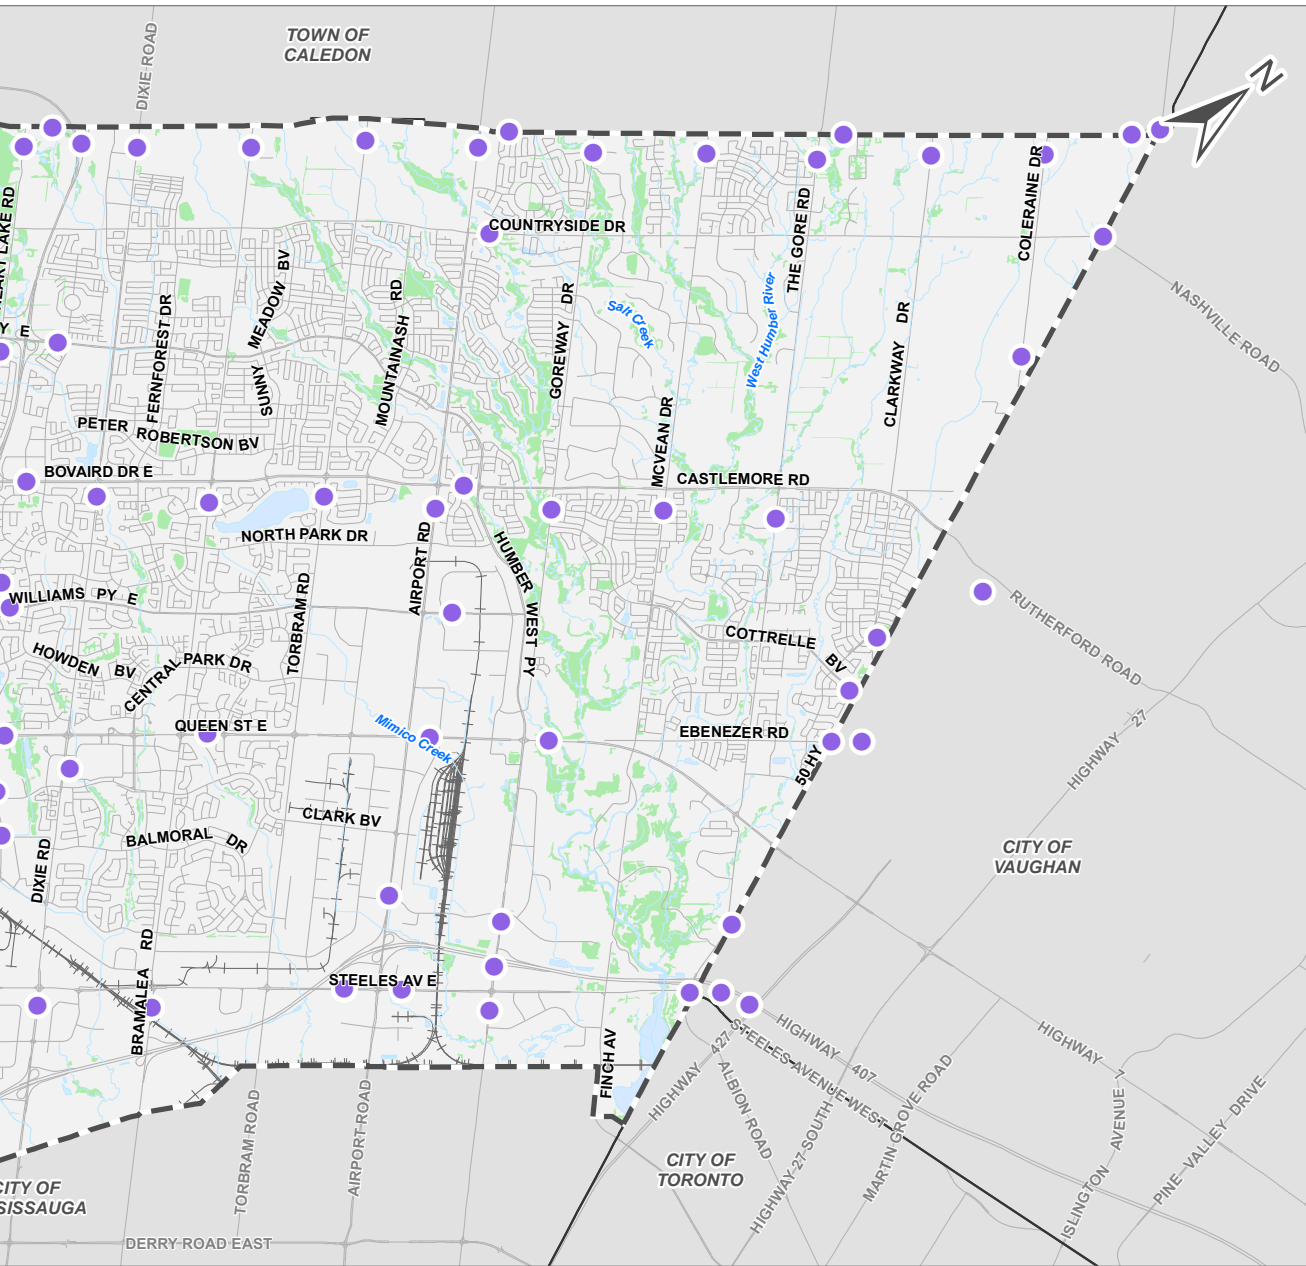 TOWN OF
CALEDON
DIXIE ROAD
N
COUNTRYSIDE DR
THE GORE RD
COLERAINE DR
LAKE RD
SUNNY MEADOW BV
MOUNTAINASH RD
GOREWAY DR
Salt Creek
West Humber River
CLARKWAY DR
NASHVILLE ROAD
Y E
FERNFOREST DR
PETER ROBERTSON BV
MCVEAN DR
BOVAIRD DR E
CASTLEMORE RD
NORTH PARK DR
AIRPORT RD
HUMBER WEST PY
WILLIAMS PY E
TORBRAM RD
COTTRELLE BV
RUTHERFORD ROAD
HOWDEN BV
CENTRAL PARK DR
QUEEN ST E
Mimico Creek
EBENEZER RD
50 HY
HIGHWAY 27
CLARK BV
BALMORAL DR
DIXIE RD
CITY OF
VAUGHAN
BRAMALEA RD
STEELES AV E
FINCH AV
HIGHWAY 427
STEELES AVENUE WEST
HIGHWAY 407
HIGHWAY 7
ALBION ROAD
HIGHWAY 27 SOUTH
MARTIN GROVE ROAD
ISLINGTON AVENUE
PINE VALLEY DRIVE
TORBRAM ROAD
AIRPORT ROAD
CITY OF
TORONTO
CITY OF
SISSAUGA
DERRY ROAD EAST